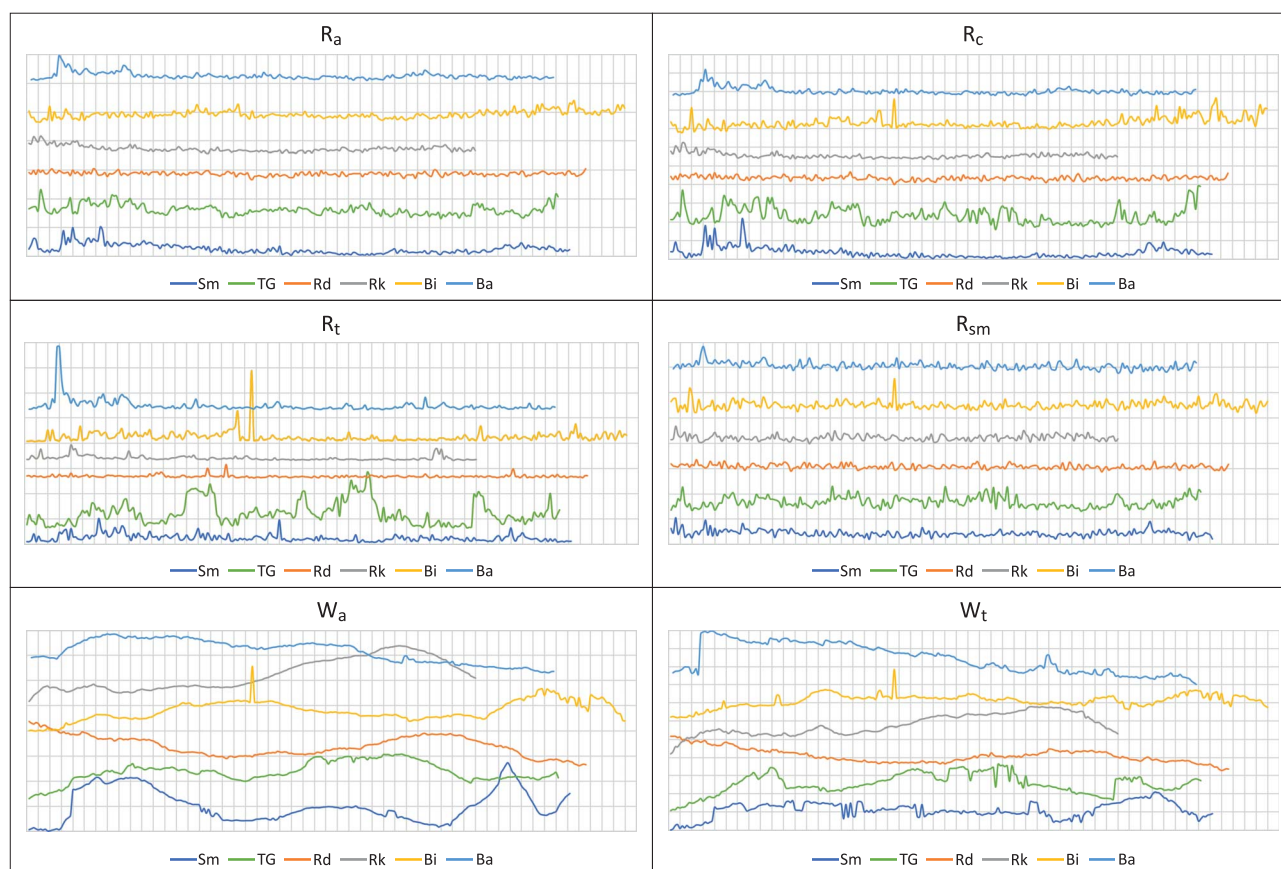 Ra
Rc
Sm TG Rd Rk Bi Ba
Sm TG Rd Rk Bi Ba
Rt
Rsm
Sm TG Rd Rk Bi Ba
Sm TG Rd Rk Bi Ba
Wa
Wt
Sm TG Rd Rk Bi Ba
Sm TG Rd Rk Bi Ba